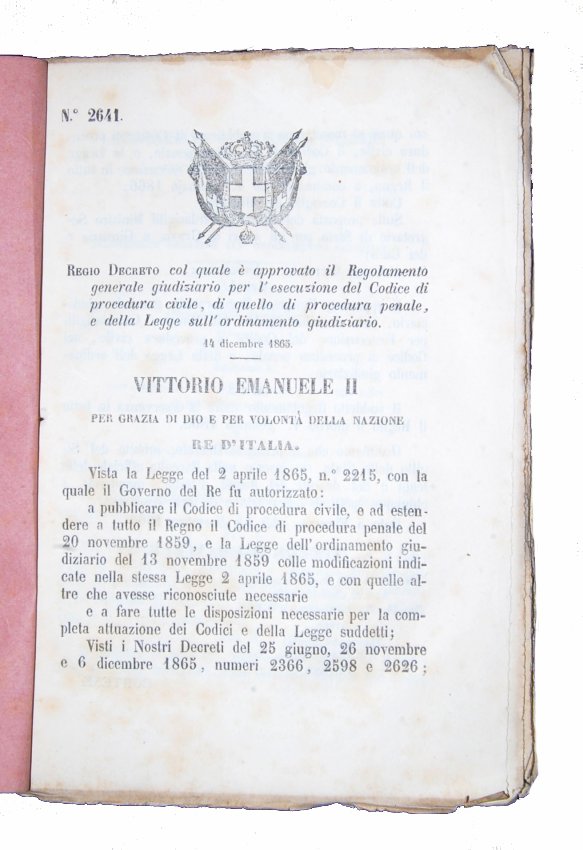 N.° 2641.
REGIO DECRETO col quale è approvato il Regolamento
generale giudiziario per l'esecuzione del Codice di
procedura civile, di quello di procedura penale,
e della Legge sull'ordinamento giudiziario.
14 dicembre 1865.
VITTORIO EMANUELE II
PER GRAZIA DI DIO E PER VOLONTÀ DELLA NAZIONE
RE D'ITALIA.
Vista la Legge del 2 aprile 1865, n.° 2215, con la
quale il Governo del Re fu autorizzato:
a pubblicare il Codice di procedura civile, e ad esten-
dere a tutto il Regno il Codice di procedura penale del
20 novembre 1859, e la Legge dell'ordinamento giu-
diziario del 13 novembre 1859 colle modificazioni indi-
cate nella stessa Legge 2 aprile 1865, e con quelle al-
tre che avesse riconosciute necessarie
e a fare tutte le disposizioni necessarie per la com-
pleta attuazione dei Codici e della Legge suddetti;
Visti i Nostri Decreti del 25 giugno, 26 novembre
e 6 dicembre 1865, numeri 2366, 2598 e 2626;